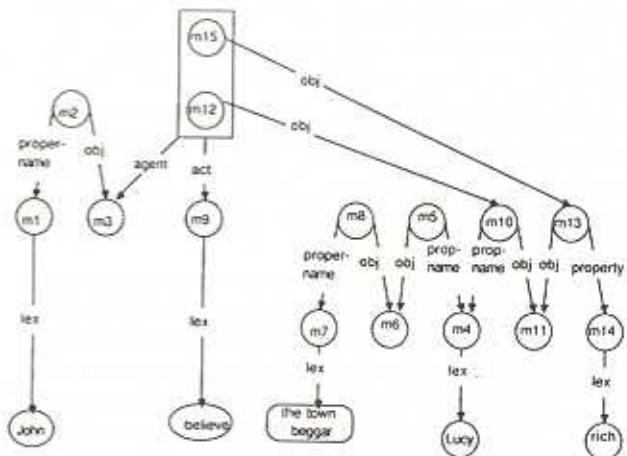 m15
obj
m2
m12
obj
proper-
name
obj
agent
act
m1
m3
m9
m8
m5
m10
m13
proper-
name
obj
obj
prop-
name
prop-
name
obj
obj
property
lex
lex
m7
m6
m4
m11
m14
lex
lex
lex
John
believe
the town
beggar
Lucy
rich